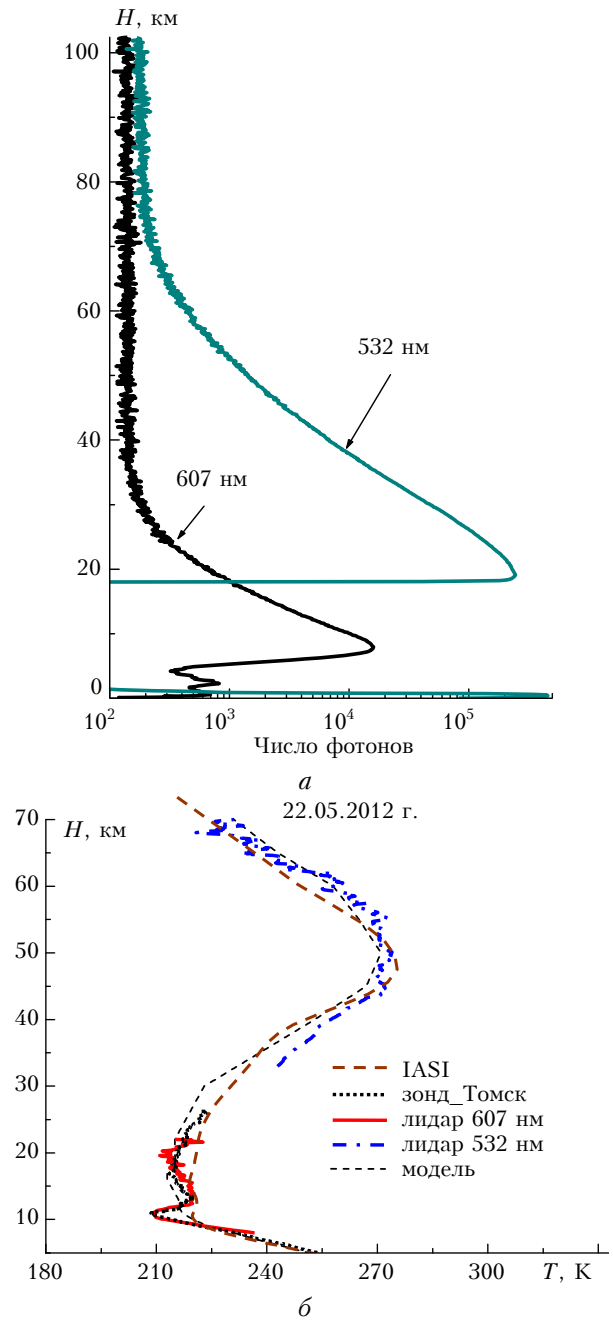 H, км
100
80
60
40
20
0
532 нм
607 нм
10² 10³ 10⁴ 10⁵
Число фотонов
а
22.05.2012 г.
H, км
70
60
50
40
30
20
10
IASI
зонд_Томск
лидар 607 нм
лидар 532 нм
модель
180 210 240 270 300 T, K
б